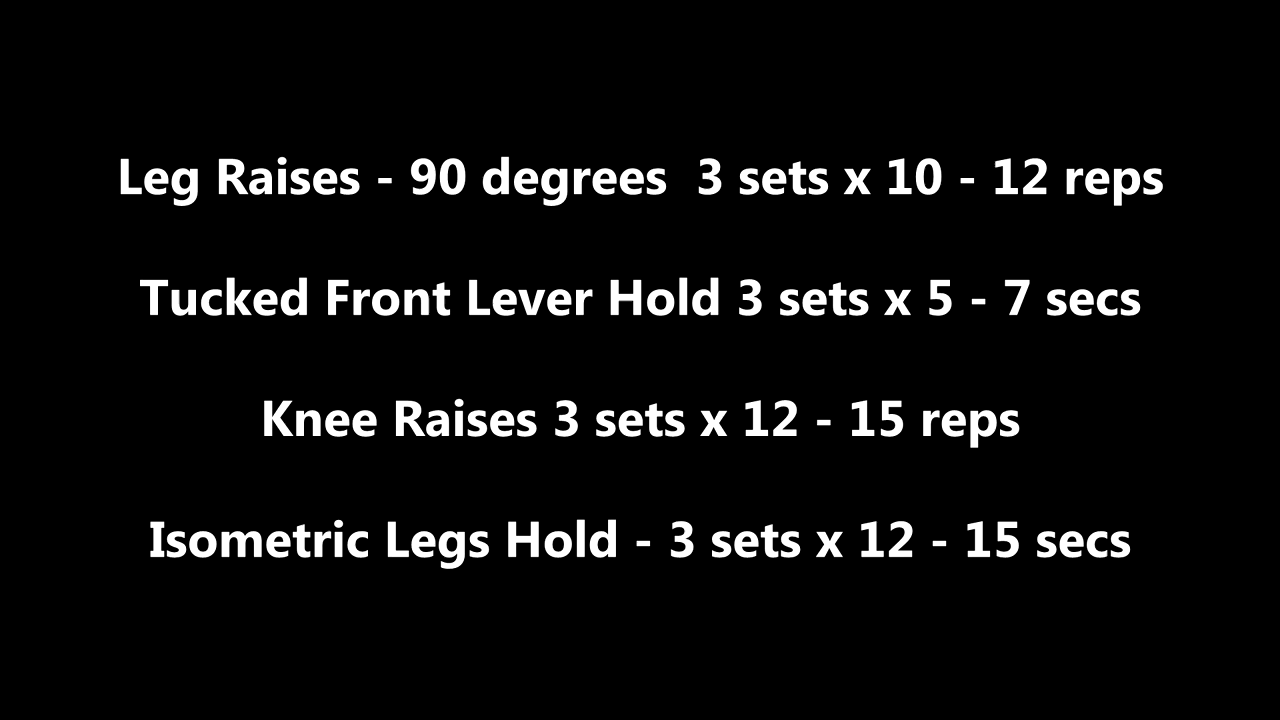 Leg Raises - 90 degrees  3 sets x 10 - 12 reps
Tucked Front Lever Hold 3 sets x 5 - 7 secs
Knee Raises 3 sets x 12 - 15 reps
Isometric Legs Hold - 3 sets x 12 - 15 secs